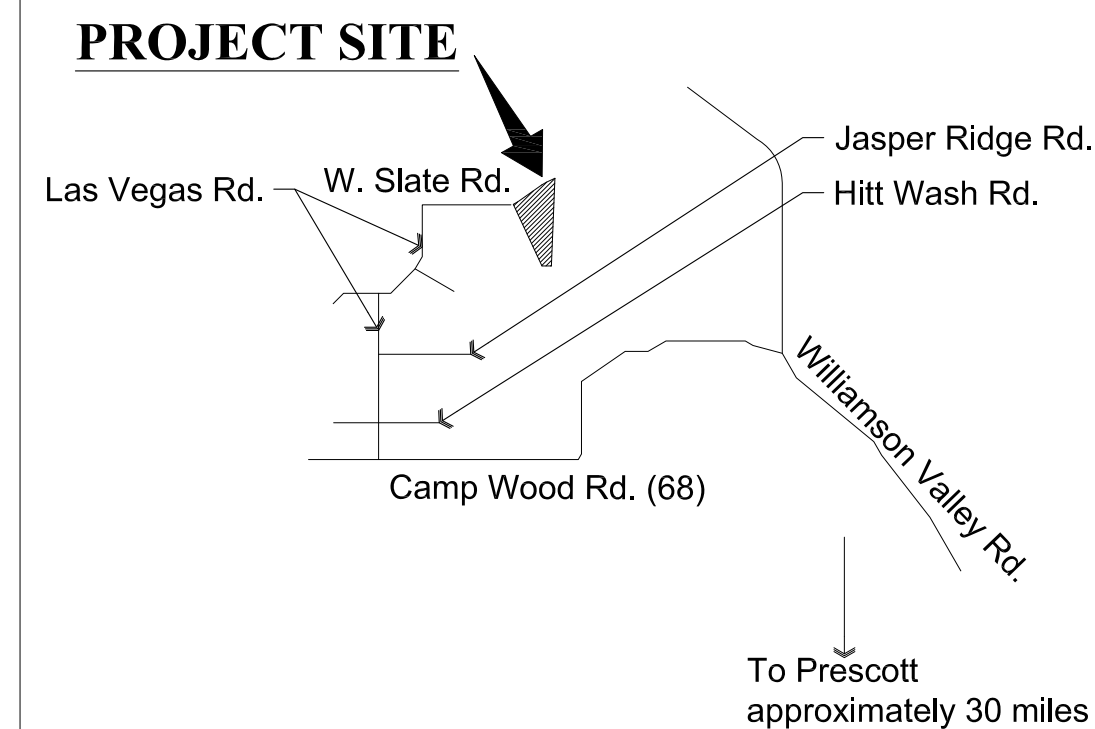 PROJECT SITE
Jasper Ridge Rd.
Las Vegas Rd.
W. Slate Rd.
Hitt Wash Rd.
Williamson Valley Rd.
Camp Wood Rd. (68)
To Prescott
approximately 30 miles